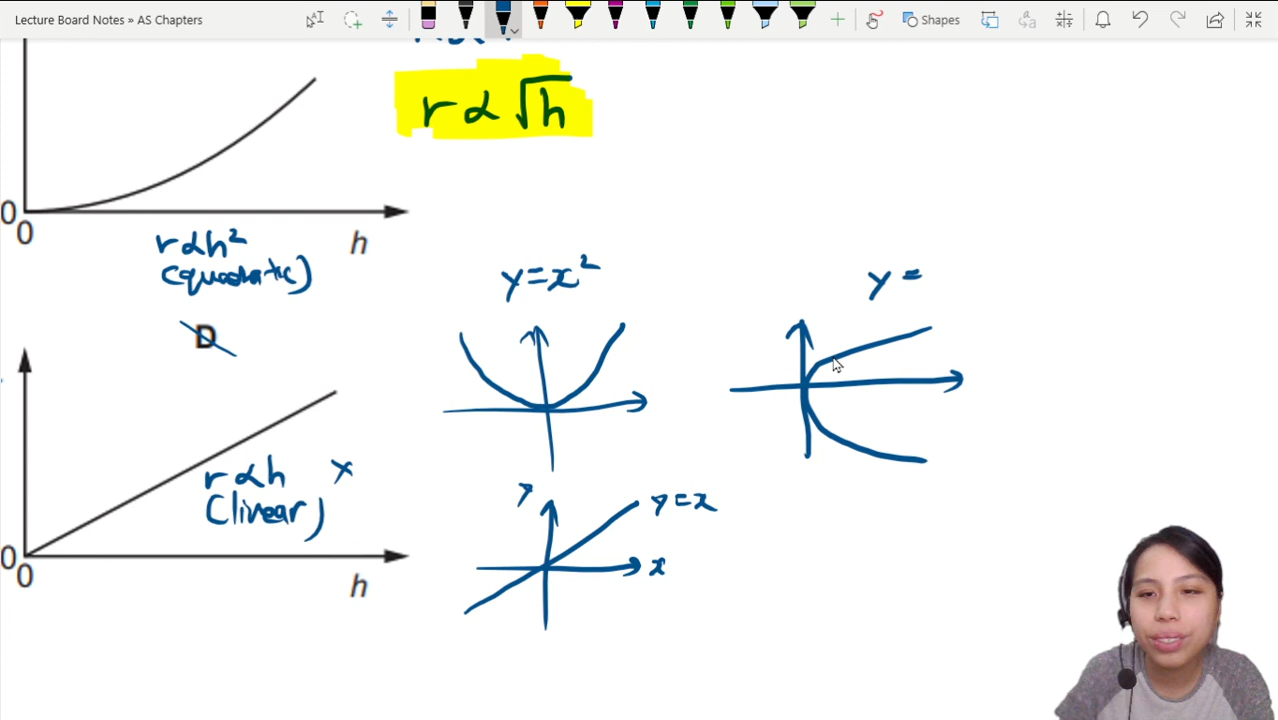 Lecture Board Notes » AS Chapters
Shapes
r ∝ √h
0
0
h
r ∝ h²
(quadratic)
D
y = x²
y =
r ∝ h ×
(linear)
y
y = x
x
0
0
h